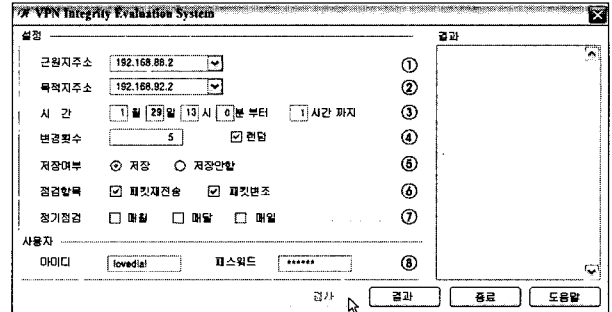 VPN Integrity Evaluation System
설정
결과
근원지주소 192.168.88.2 ①
목적지주소 192.168.92.2 ②
시 간 1 월 29 일 13 시 0 분 부터 1 시간 까지 ③
변경횟수 5 랜덤 ④
저장여부 저장 저장안함 ⑤
점검항목 패킷재전송 패킷변조 ⑥
정기점검 매월 매달 매일 ⑦
사용자
아이디 lovedial 패스워드 ****** ⑧
검사 결과 종료 도움말